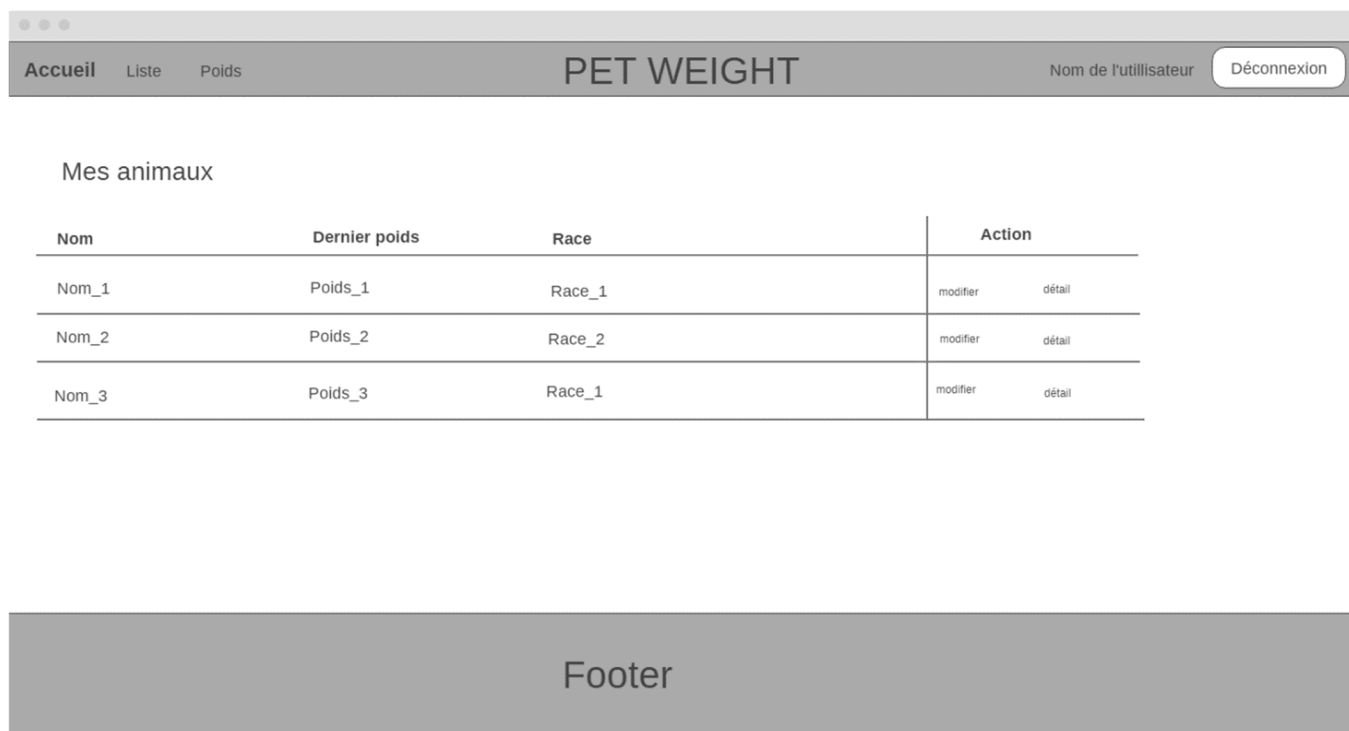 Accueil Liste Poids PET WEIGHT Nom de l'utillisateur Déconnexion
Mes animaux
Nom Dernier poids Race Action
Nom_1 Poids_1 Race_1 modifier détail
Nom_2 Poids_2 Race_2 modifier détail
Nom_3 Poids_3 Race_1 modifier détail
Footer